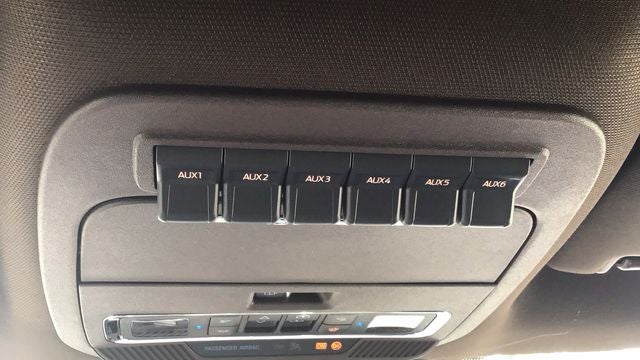 AUX1 AUX2 AUX3 AUX4 AUX5 AUX6
PASSENGER AIRBAG